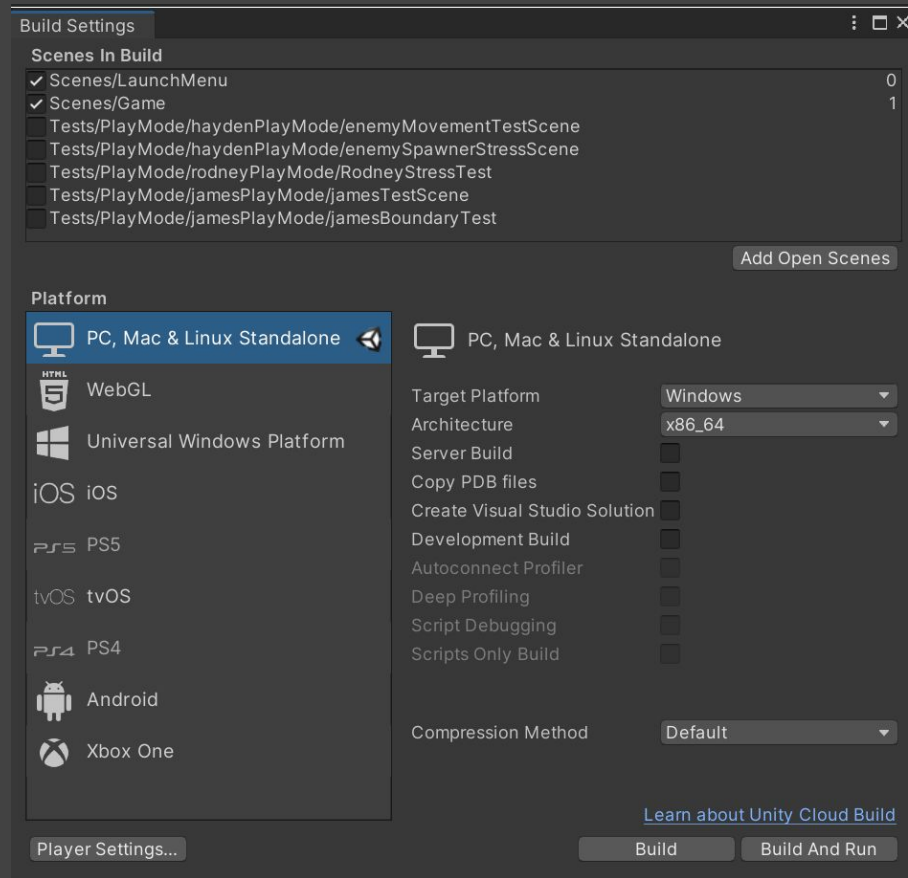 Build Settings
Scenes In Build
Scenes/LaunchMenu 0
Scenes/Game 1
Tests/PlayMode/haydenPlayMode/enemyMovementTestScene
Tests/PlayMode/haydenPlayMode/enemySpawnerStressScene
Tests/PlayMode/rodneyPlayMode/RodneyStressTest
Tests/PlayMode/jamesPlayMode/jamesTestScene
Tests/PlayMode/jamesPlayMode/jamesBoundaryTest
Add Open Scenes
Platform
PC, Mac & Linux Standalone
HTML
5 WebGL
Universal Windows Platform
iOS iOS
PS5 PS5
tvOS tvOS
PS4 PS4
Android
Xbox One
PC, Mac & Linux Standalone
Target Platform Windows
Architecture x86_64
Server Build
Copy PDB files
Create Visual Studio Solution
Development Build
Autoconnect Profiler
Deep Profiling
Script Debugging
Scripts Only Build
Compression Method Default
Learn about Unity Cloud Build
Player Settings... Build Build And Run